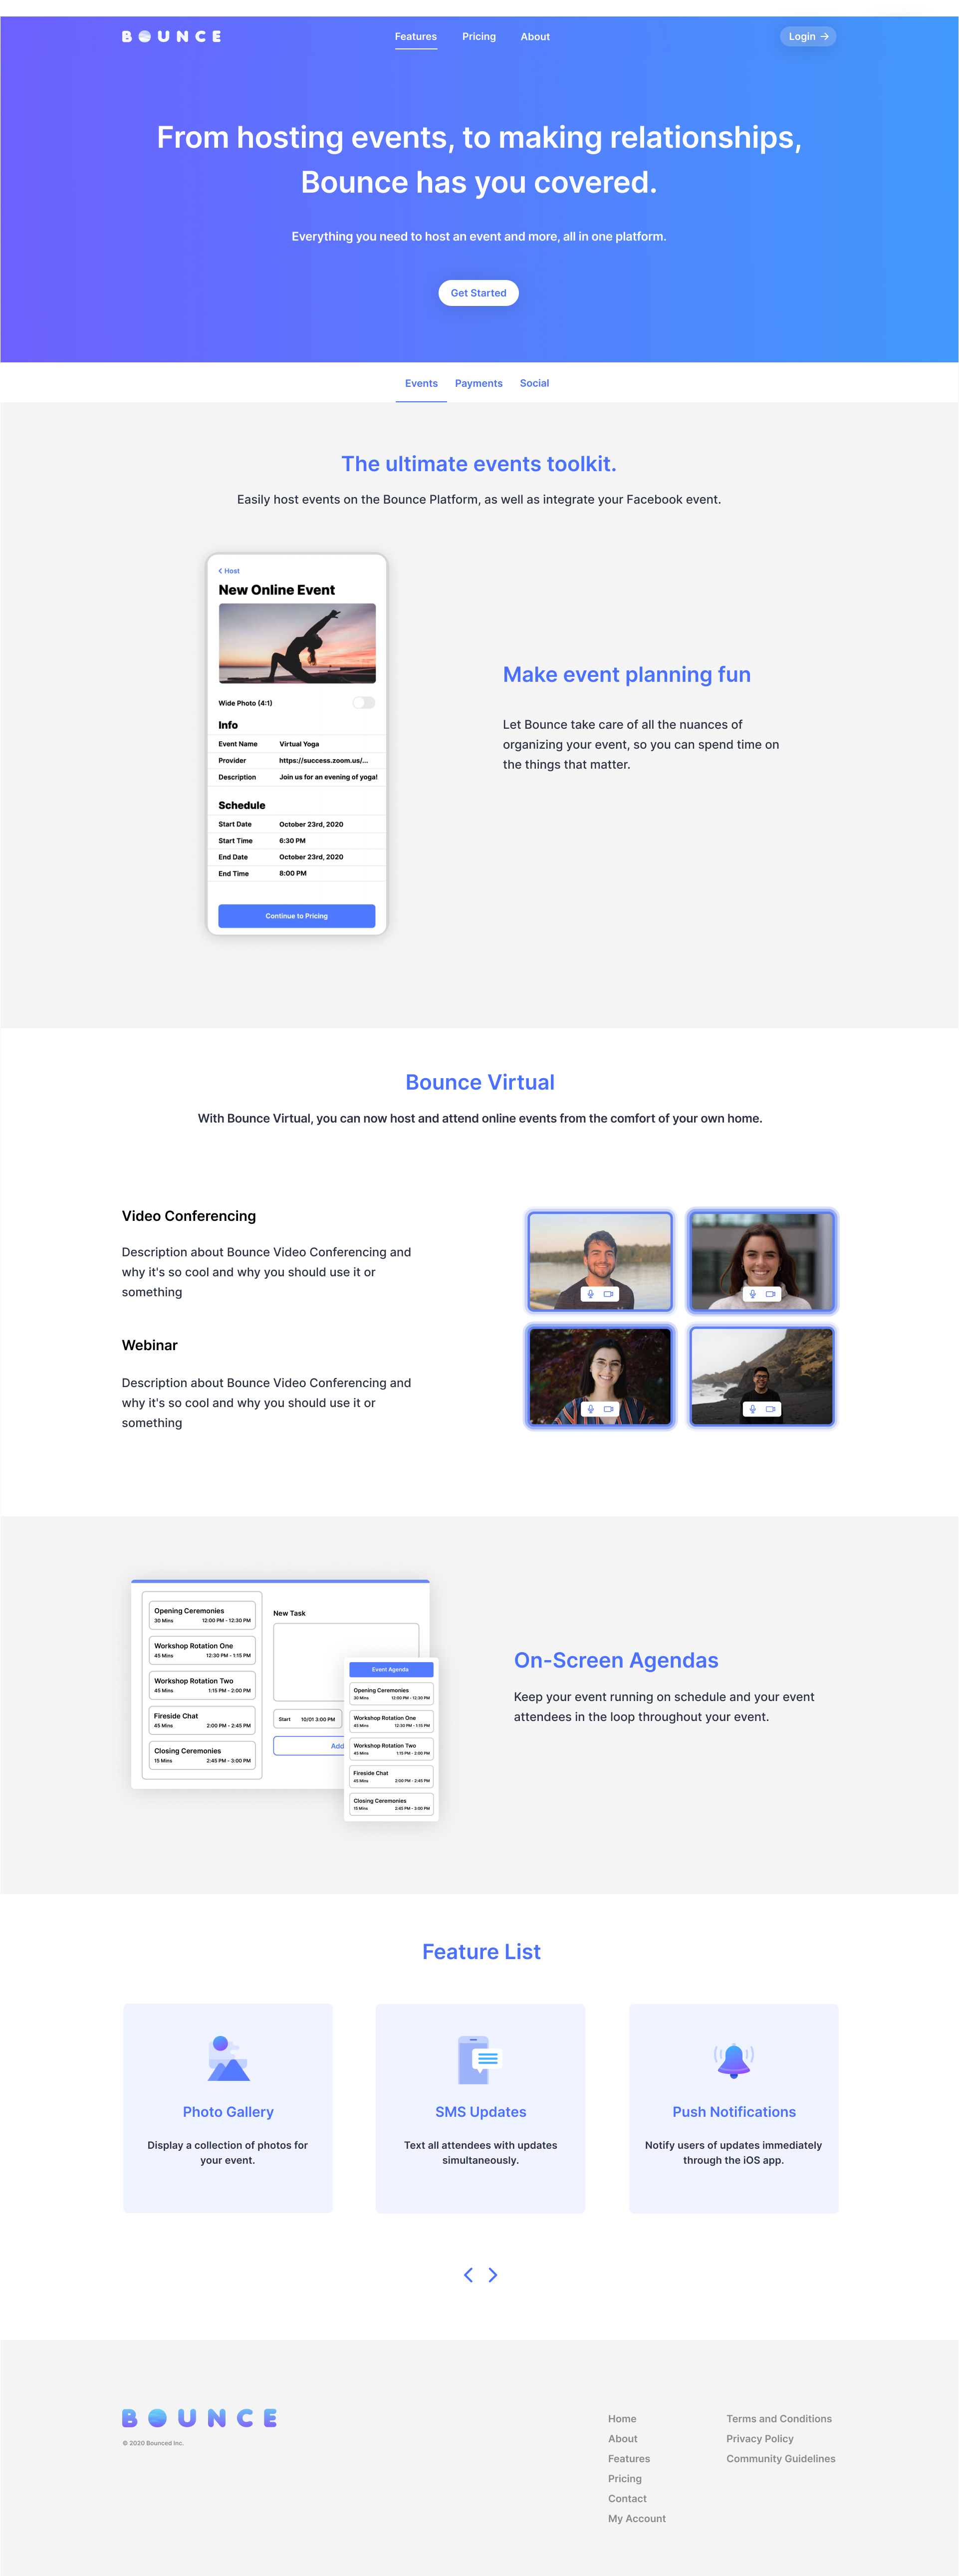 BOUNCE
Features
Pricing
About
Login →
From hosting events, to making relationships,
Bounce has you covered.
Everything you need to host an event and more, all in one platform.
Get Started
Events
Payments
Social
The ultimate events toolkit.
Easily host events on the Bounce Platform, as well as integrate your Facebook event.
Host
New Online Event
Wide Photo (4:1)
Info
Event Name Virtual Yoga
Provider https://success.zoom.us/...
Description Join us for an evening of yoga!
Schedule
Start Date October 23rd, 2020
Start Time 6:30 PM
End Date October 23rd, 2020
End Time 8:00 PM
Continue to Pricing
Make event planning fun
Let Bounce take care of all the nuances of
organizing your event, so you can spend time on
the things that matter.
Bounce Virtual
With Bounce Virtual, you can now host and attend online events from the comfort of your own home.
Video Conferencing
Description about Bounce Video Conferencing and
why it's so cool and why you should use it or
something
Webinar
Description about Bounce Video Conferencing and
why it's so cool and why you should use it or
something
Opening Ceremonies
30 Mins 12:00 PM - 12:30 PM
Workshop Rotation One
45 Mins 12:30 PM - 1:15 PM
Workshop Rotation Two
45 Mins 1:15 PM - 2:00 PM
Fireside Chat
45 Mins 2:00 PM - 2:45 PM
Closing Ceremonies
15 Mins 2:45 PM - 3:00 PM
New Task
Start 10/01 3:00 PM
Add
Event Agenda
Opening Ceremonies
30 Mins 12:00 PM - 12:30 PM
Workshop Rotation One
45 Mins 12:30 PM - 1:15 PM
Workshop Rotation Two
45 Mins 1:15 PM - 2:00 PM
Fireside Chat
45 Mins 2:00 PM - 2:45 PM
Closing Ceremonies
15 Mins 2:45 PM - 3:00 PM
On-Screen Agendas
Keep your event running on schedule and your event
attendees in the loop throughout your event.
Feature List
Photo Gallery
Display a collection of photos for
your event.
SMS Updates
Text all attendees with updates
simultaneously.
Push Notifications
Notify users of updates immediately
through the iOS app.
BOUNCE
© 2020 Bounced Inc.
Home
About
Features
Pricing
Contact
My Account
Terms and Conditions
Privacy Policy
Community Guidelines